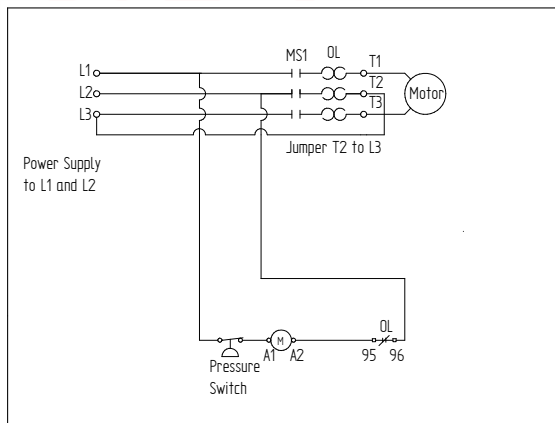 MS1 OL
L1 T1
L2 T2 Motor
L3 T3
Jumper T2 to L3
Power Supply
to L1 and L2
OL
M
A1 A2 95 96
Pressure
Switch